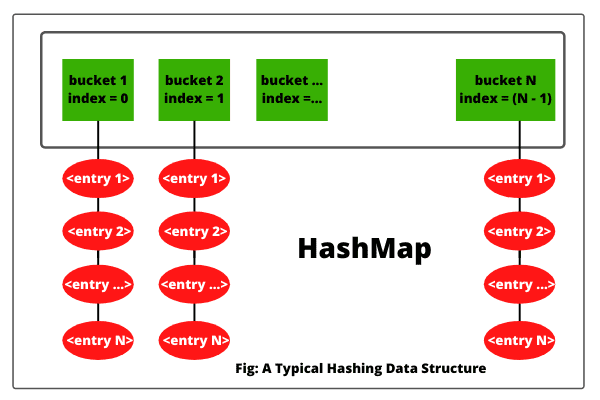 bucket 1
index = 0
bucket 2
index = 1
bucket ...
index =...
bucket N
index = (N - 1)
<entry 1>
<entry 1>
<entry 1>
<entry 2>
<entry 2>
<entry 2>
HashMap
<entry ...>
<entry ...>
<entry ...>
<entry N>
<entry N>
<entry N>
Fig: A Typical Hashing Data Structure